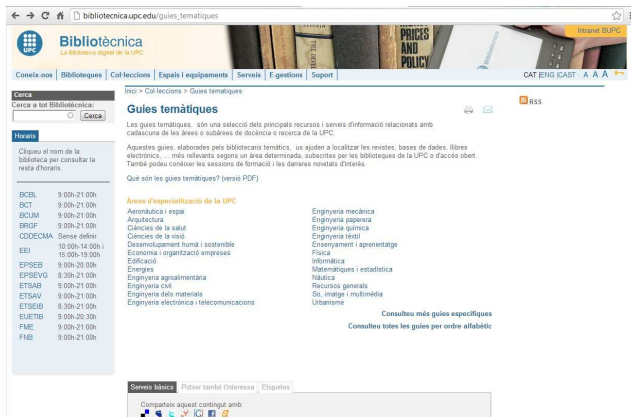 bibliotecnica.upc.edu/guies_tematiques
UPC
Bibliotècnica
La Biblioteca digital
de la UPC
PRICES
AND
POLICY
Intranet BUPC
Coneix-nos | Biblioteques | Col·leccions | Espais i equipaments | Serveis | E-gestions | Suport
CAT |ENG |CAST · A A A
Cerca
Cerca a tot Bibliotècnica:
Cerca
Horaris
Cliqueu el
nom de la
biblioteca per consultar la
resta d'horaris.
BCBL 9:00h-21:00h
BCT 9:00h-21:00h
BCUM 9:00h-21:00h
BRGF 9:00h-21:00h
CDDECMA Sense definir
EEI 10:00h-14:00h i
15:00h-19:00h
EPSEB 9:00h-20:00h
EPSEVG 8:30h-21:00h
ETSAB 9:00h-21:00h
ETSAV 9:00h-21:00h
ETSEIB 8:30h-21:00h
EUETIB 9:00h-20:30h
FME 9:00h-21:00h
FNB 9:00h-21:00h
Inici > Col·leccions > Guies tematiques
Guies temàtiques
Les guies temàtiques, són una selecció dels principals recursos i serveis d'informació relacionats amb
cadascuna de les àrees o subàrees de docència o recerca de la UPC.
Aquestes guies, elaborades pels bibliotecaris temàtics, us ajuden a localitzar les revistes, bases de dades, llibres
electrònics, ... més rellevants segons un àrea determinada, subscrites per les biblioteques de la UPC o d'accés obert.
També podeu conèixer les sessions de formació i les darreres novetats d'interès.
Què són les guies temàtiques? (versió PDF)
Àrees d'especialització de la UPC
Aeronàutica i espai
Arquitectura
Ciències de la salut
Ciències de la visió
Desenvolupament humà i sostenible
Economia i organització empreses
Edificació
Energies
Enginyeria agroalimentària
Enginyeria civil
Enginyeria dels materials
Enginyeria electrònica i telecomunicacions
Enginyeria mecànica
Enginyeria paperera
Enginyeria química
Enginyeria tèxtil
Ensenyament i aprenentatge
Física
Informàtica
Matemàtiques i estadística
Nàutica
Recursos generals
So, imatge i multimèdia
Urbanisme
Consulteu més guies específiques
Consulteu totes les guies per ordre alfabètic
RSS
Serveis bàsics | Potser també t'interessa | Etiquetes
Comparteix aquest contingut amb: